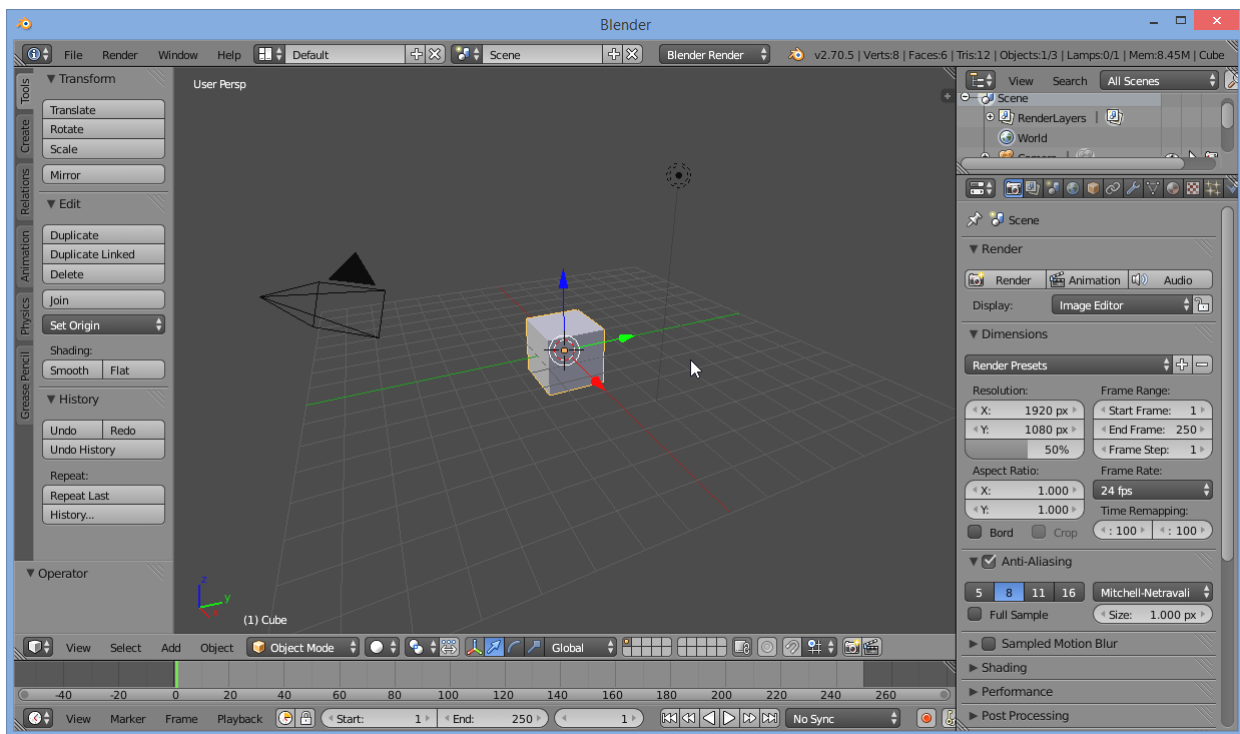 Blender
File Render Window Help Default Scene Blender Render v2.70.5 | Verts:8 | Faces:6 | Tris:12 | Objects:1/3 | Lamps:0/1 | Mem:8.45M | Cube
Tools
Create
Relations
Animation
Physics
Grease Pencil
Transform
Translate
Rotate
Scale
Mirror
Edit
Duplicate
Duplicate Linked
Delete
Join
Set Origin
Shading:
Smooth Flat
History
Undo Redo
Undo History
Repeat:
Repeat Last
History...
Operator
User Persp
z
y
x
(1) Cube
View Select Add Object Object Mode Global
-40 -20 0 20 40 60 80 100 120 140 160 180 200 220 240 260
View Marker Frame Playback Start: 1 End: 250 1 No Sync
View Search All Scenes
Scene
RenderLayers |
World
Scene
Render
Render Animation Audio
Display: Image Editor
Dimensions
Render Presets
Resolution: Frame Range:
X: 1920 px Start Frame: 1
Y: 1080 px End Frame: 250
50% Frame Step: 1
Aspect Ratio: Frame Rate:
X: 1.000 24 fps
Y: 1.000 Time Remapping:
Bord Crop : 100 : 100
Anti-Aliasing
5 8 11 16 Mitchell-Netravali
Full Sample Size: 1.000 px
Sampled Motion Blur
Shading
Performance
Post Processing